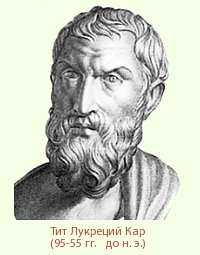 Тит Лукреций Кар
(95-55 гг. до н. э.)